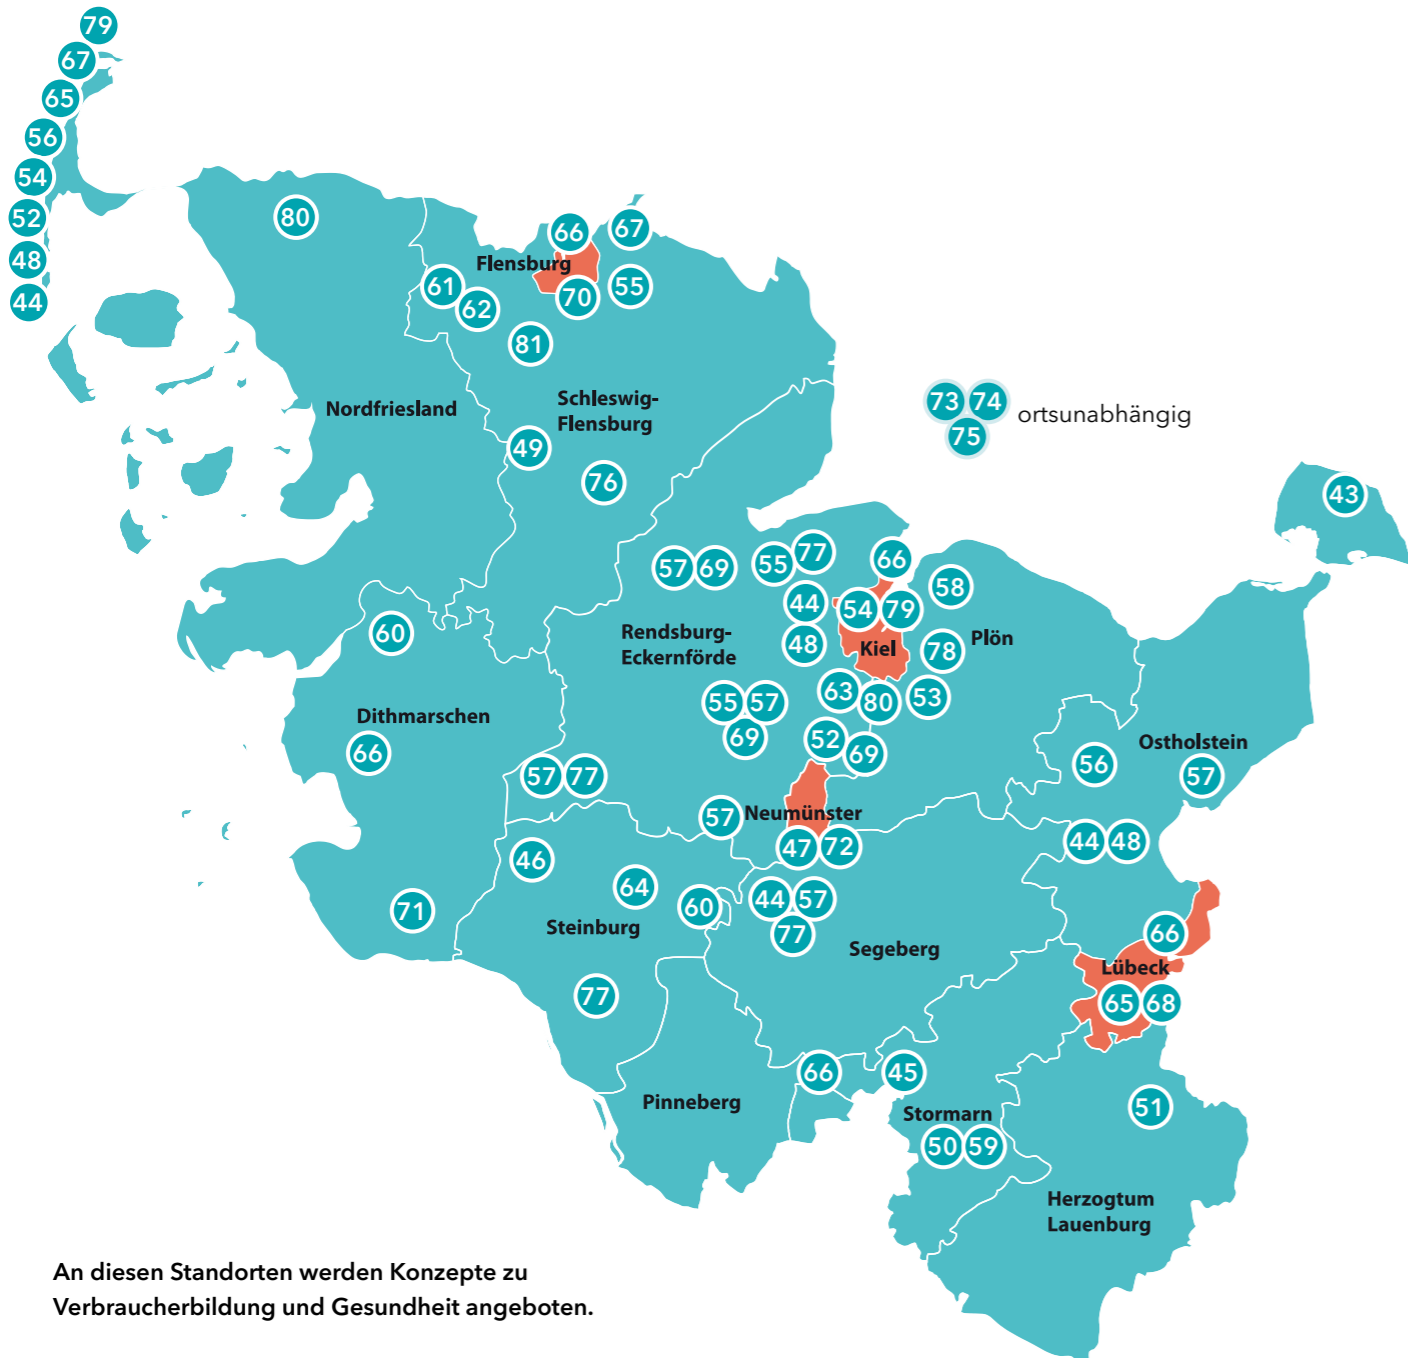 79
67
65
56
54
52
48
44
80
66
67
Flensburg
61
62
70
55
81
Nordfriesland
Schleswig-
Flensburg
73 74
75
ortsunabhängig
49
76
43
57 69
55 77
66
58
44
54 79
60
Rendsburg-
Eckernförde
48
Kiel
78
Plön
55 57
69
63
80
53
Dithmarschen
66
52
69
Ostholstein
56
57
57 77
57
Neumünster
47 72
44 48
46
64
60
44 57
77
71
Steinburg
Segeberg
66
Lübeck
65 68
77
66
45
Pinneberg
Stormarn
50 59
51
Herzogtum
Lauenburg
An diesen Standorten werden Konzepte zu
Verbraucherbildung und Gesundheit angeboten.